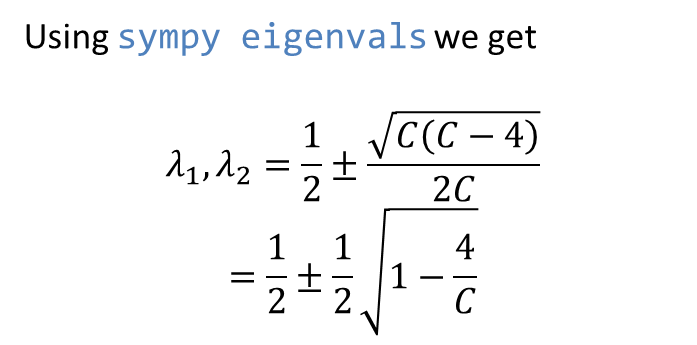 Using sympy eigenvals we get
λ₁, λ₂ = 1/2 ± √(C(C − 4))/2C
= 1/2 ± 1/2 √(1 − 4/C)